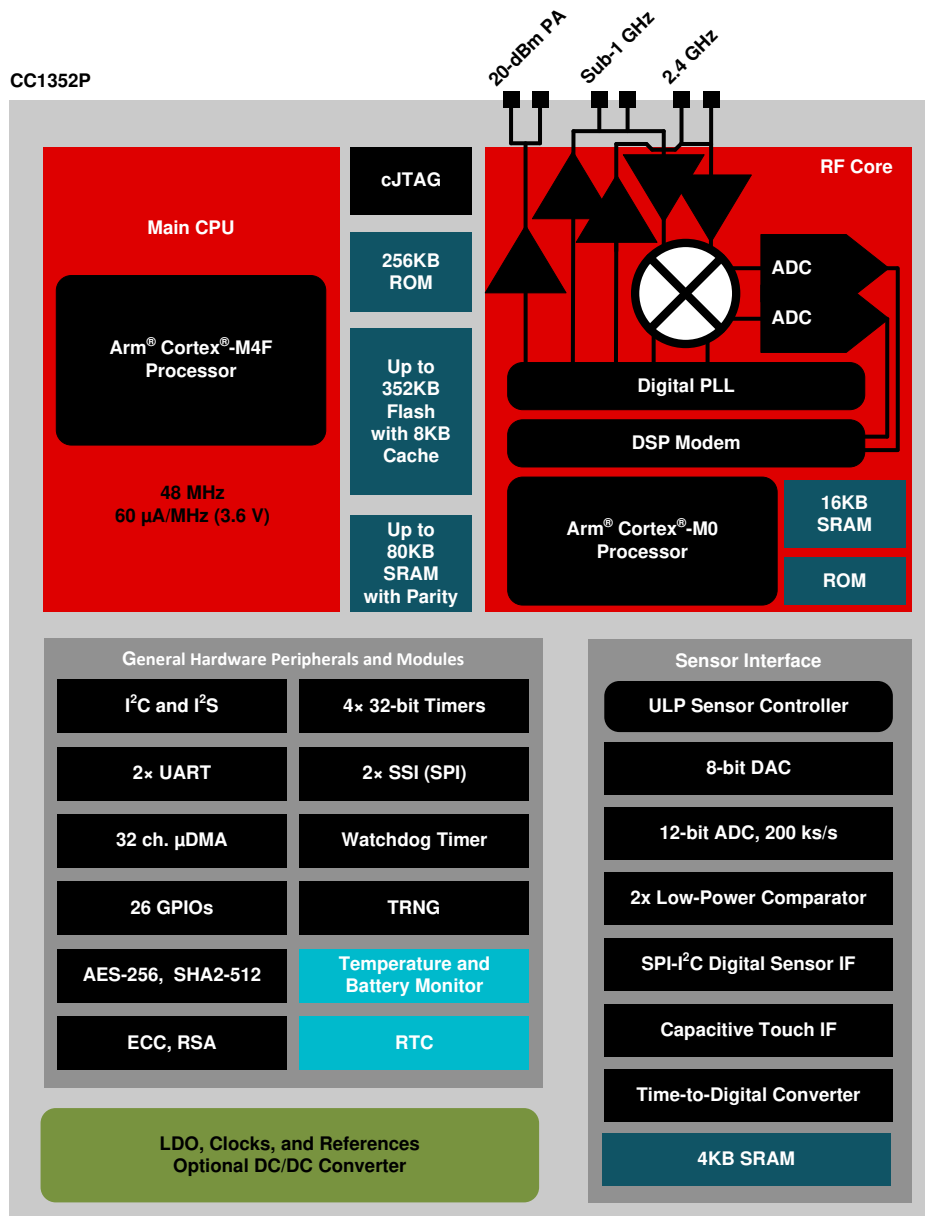 CC1352P
20-dBm PA
Sub-1 GHz
2.4 GHz
Main CPU
Arm® Cortex®-M4F
Processor
48 MHz
60 µA/MHz (3.6 V)
cJTAG
256KB
ROM
Up to
352KB
Flash
with 8KB
Cache
Up to
80KB
SRAM
with Parity
RF Core
ADC
ADC
Digital PLL
DSP Modem
Arm® Cortex®-M0
Processor
16KB
SRAM
ROM
General Hardware Peripherals and Modules
I²C and I²S
4× 32-bit Timers
2× UART
2× SSI (SPI)
32 ch. µDMA
Watchdog Timer
26 GPIOs
TRNG
AES-256, SHA2-512
Temperature and
Battery Monitor
ECC, RSA
RTC
LDO, Clocks, and References
Optional DC/DC Converter
Sensor Interface
ULP Sensor Controller
8-bit DAC
12-bit ADC, 200 ks/s
2x Low-Power Comparator
SPI-I²C Digital Sensor IF
Capacitive Touch IF
Time-to-Digital Converter
4KB SRAM